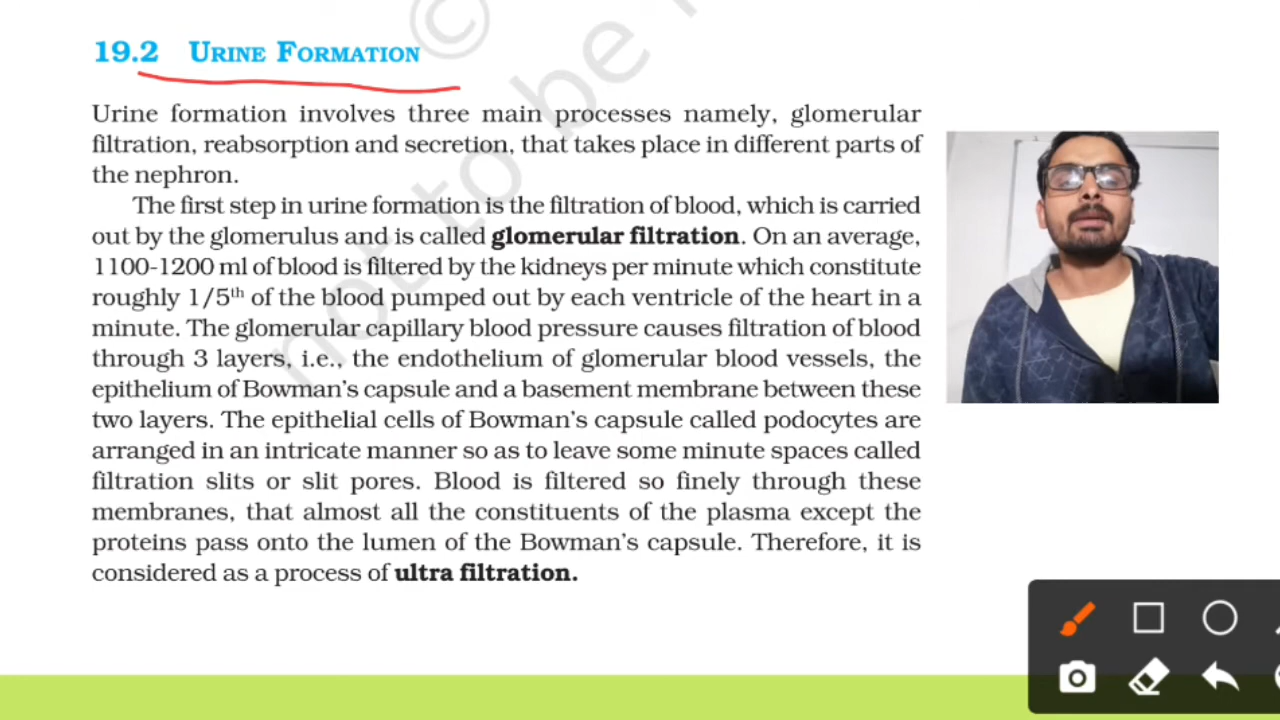 19.2 URINE FORMATION
Urine formation involves three main processes namely, glomerular
filtration, reabsorption and secretion, that takes place in different parts of
the nephron.
The first step in urine formation is the filtration of blood, which is carried
out by the glomerulus and is called glomerular filtration. On an average,
1100-1200 ml of blood is filtered by the kidneys per minute which constitute
roughly 1/5th of the blood pumped out by each ventricle of the heart in a
minute. The glomerular capillary blood pressure causes filtration of blood
through 3 layers, i.e., the endothelium of glomerular blood vessels, the
epithelium of Bowman's capsule and a basement membrane between these
two layers. The epithelial cells of Bowman's capsule called podocytes are
arranged in an intricate manner so as to leave some minute spaces called
filtration slits or slit pores. Blood is filtered so finely through these
membranes, that almost all the constituents of the plasma except the
proteins pass onto the lumen of the Bowman's capsule. Therefore, it is
considered as a process of ultra filtration.
©
not to be